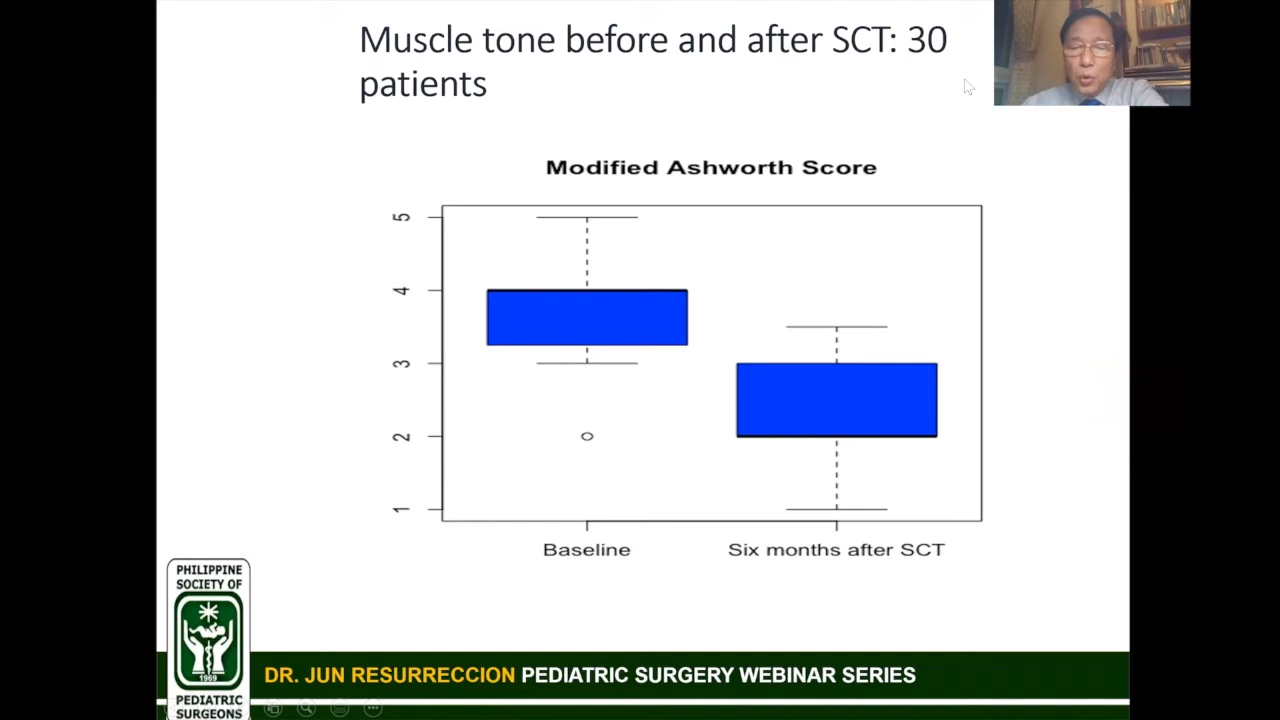 Muscle tone before and after SCT: 30
patients
Modified Ashworth Score
5
4
3
2
1
Baseline
Six months after SCT
PHILIPPINE
SOCIETY OF
1969
PEDIATRIC
SURGEONS
DR. JUN RESURRECCION PEDIATRIC SURGERY WEBINAR SERIES